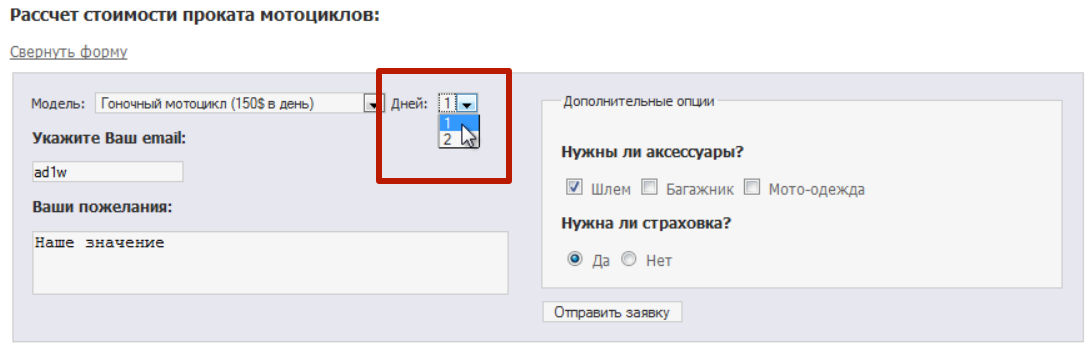 Рассчет стоимости проката мотоциклов:
Свернуть форму
Модель: Гоночный мотоцикл (150$ в день) Дней: 1
1
2
Укажите Ваш email:
ad1w
Ваши пожелания:
Наше значение
Дополнительные опции
Нужны ли аксессуары?
Шлем Багажник Мото-одежда
Нужна ли страховка?
Да Нет
Отправить заявку